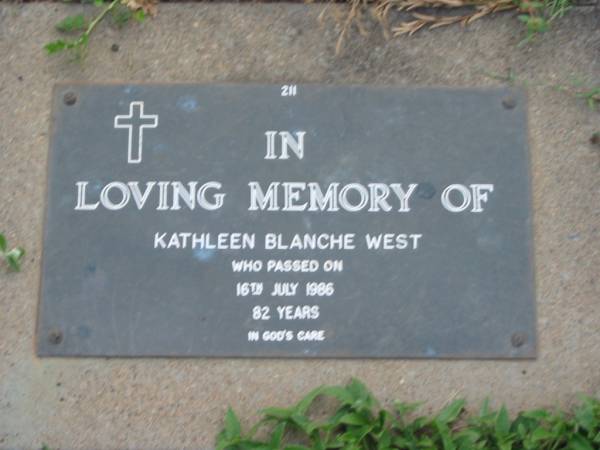 211
IN
LOVING MEMORY OF
KATHLEEN BLANCHE WEST
WHO PASSED ON
16TH JULY 1986
82 YEARS
IN GOD'S CARE